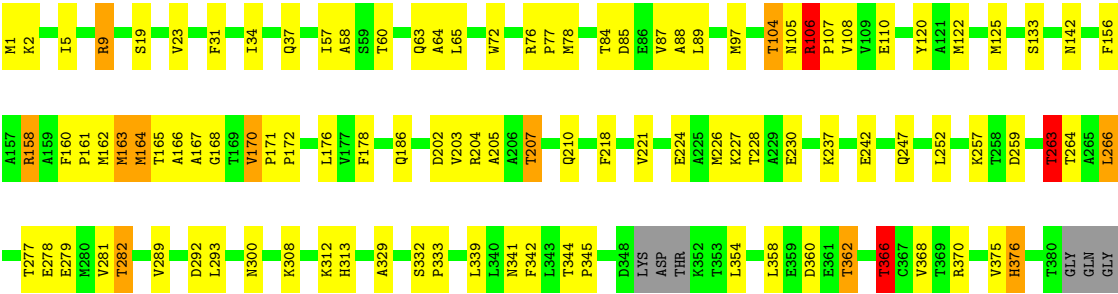 M1 K2 I5 R9 S19 V23 F31 I34 Q37 I57 A58 S59 T60 Q63 A64 L65 W72 R76 P77 M78 T84 D85 E86 V87 A88 L89 M97 T104 N105 R106 P107 V108 V109 E110 Y120 A121 M122 M125 S133 N142 F156
A157 R158 A159 F160 P161 M162 M163 M164 T165 A166 A167 G168 T169 V170 P171 P172 L176 V177 F178 Q186 D202 V203 R204 A205 A206 T207 Q210 F218 V221 E224 A225 M226 K227 T228 A229 E230 K237 E242 Q247 L252 K257 T258 D259 I263 T264 A265 L266
T277 E278 E279 M280 V281 T282 V289 D292 L293 N300 K308 K312 H313 A329 S332 P333 L339 L340 N341 F342 L343 T344 P345 D348 LYS ASP THR K352 T353 L354 L358 E359 D360 E361 T362 I366 C367 V368 T369 R370 V375 H376 T380 GLY GLN GLY